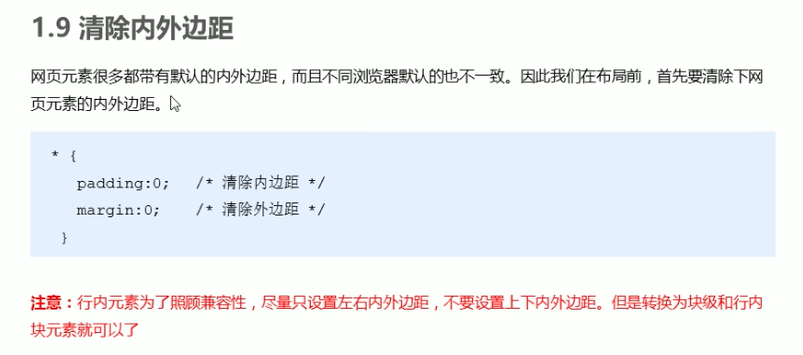 1.9 清除内外边距
网页元素很多都带有默认的内外边距，而且不同浏览器默认的也不一致。因此我们在布局前，首先要清除下网
页元素的内外边距。
* {
padding:0;   /* 清除内边距 */
margin:0;    /* 清除外边距 */
}
注意：行内元素为了照顾兼容性，尽量只设置左右内外边距，不要设置上下内外边距。但是转换为块级和行内
块元素就可以了